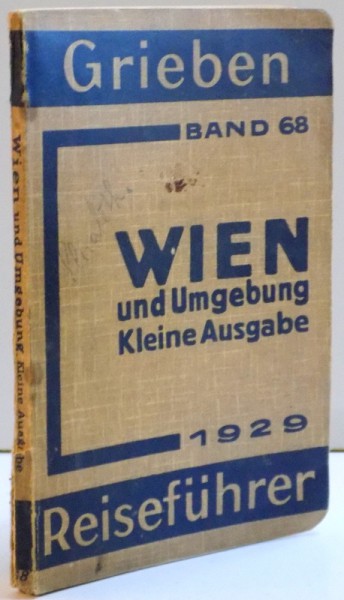 Grieben
BAND 68
WIEN
und Umgebung
Kleine Ausgabe
1929
Reiseführer
Wien und Umgebung. Kleine Ausgabe